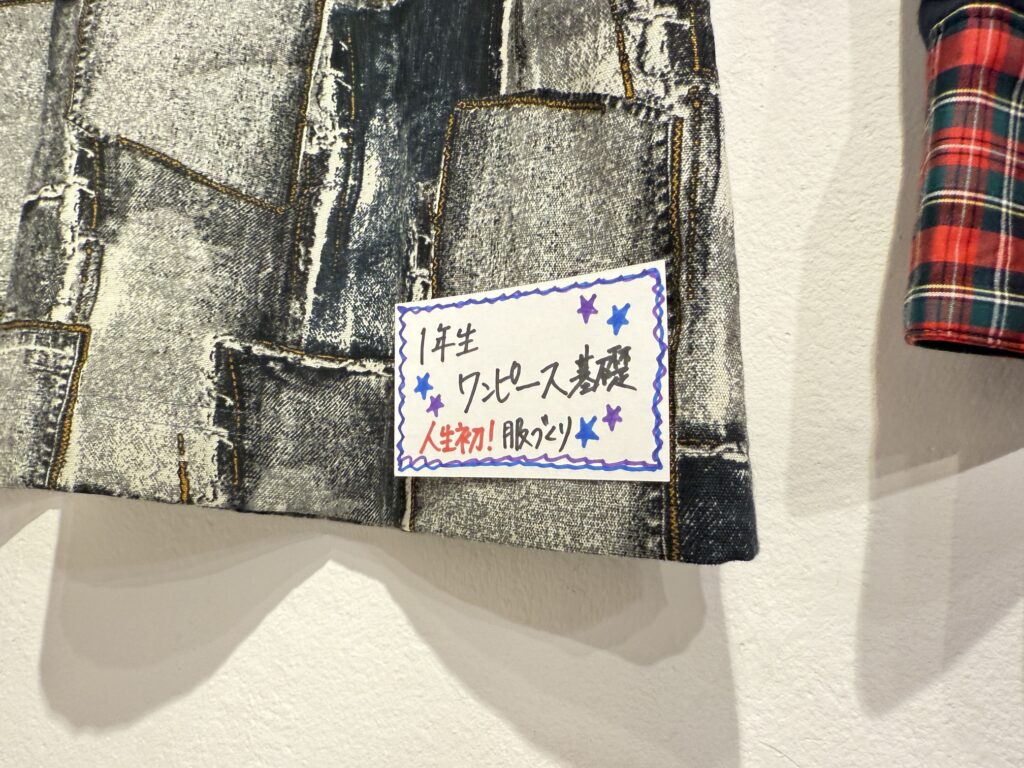 1年生
ワンピース基礎
人生初！服づくり